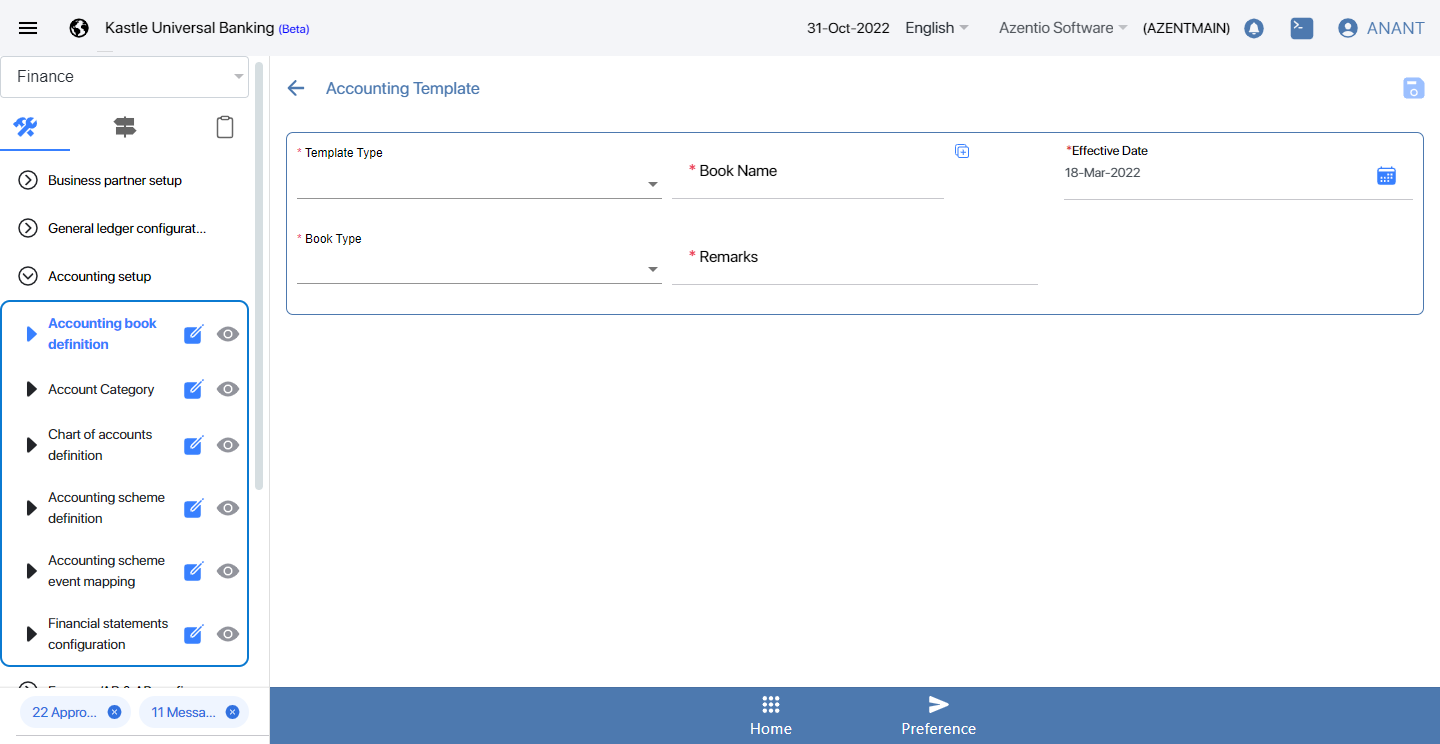 Kastle Universal Banking (Beta)
31-Oct-2022
English
Azentio Software
(AZENTMAIN)
ANANT
Finance
Business partner setup
General ledger configurat...
Accounting setup
Accounting book
definition
Account Category
Chart of accounts
definition
Accounting scheme
definition
Accounting scheme
event mapping
Financial statements
configuration
22 Appro...
11 Messa...
Accounting Template
* Template Type
* Book Name
*Effective Date
18-Mar-2022
* Book Type
* Remarks
Home
Preference